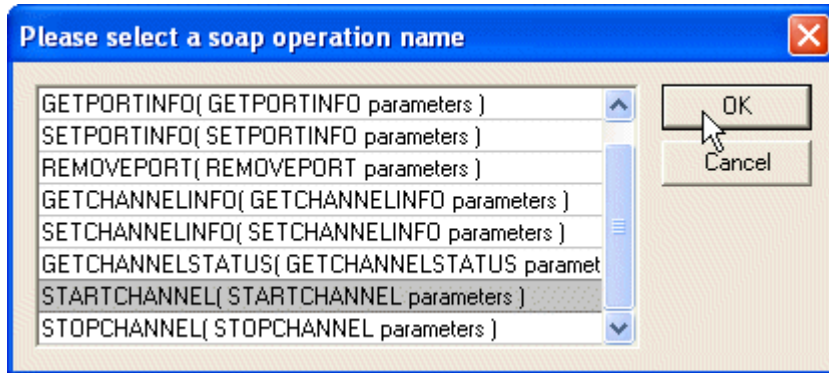 Please select a soap operation name
GETPORTINFO( GETPORTINFO parameters )
SETPORTINFO( SETPORTINFO parameters )
REMOVEPORT( REMOVEPORT parameters )
GETCHANNELINFO( GETCHANNELINFO parameters )
SETCHANNELINFO( SETCHANNELINFO parameters )
GETCHANNELSTATUS( GETCHANNELSTATUS paramet
STARTCHANNEL( STARTCHANNEL parameters )
STOPCHANNEL( STOPCHANNEL parameters )
OK
Cancel